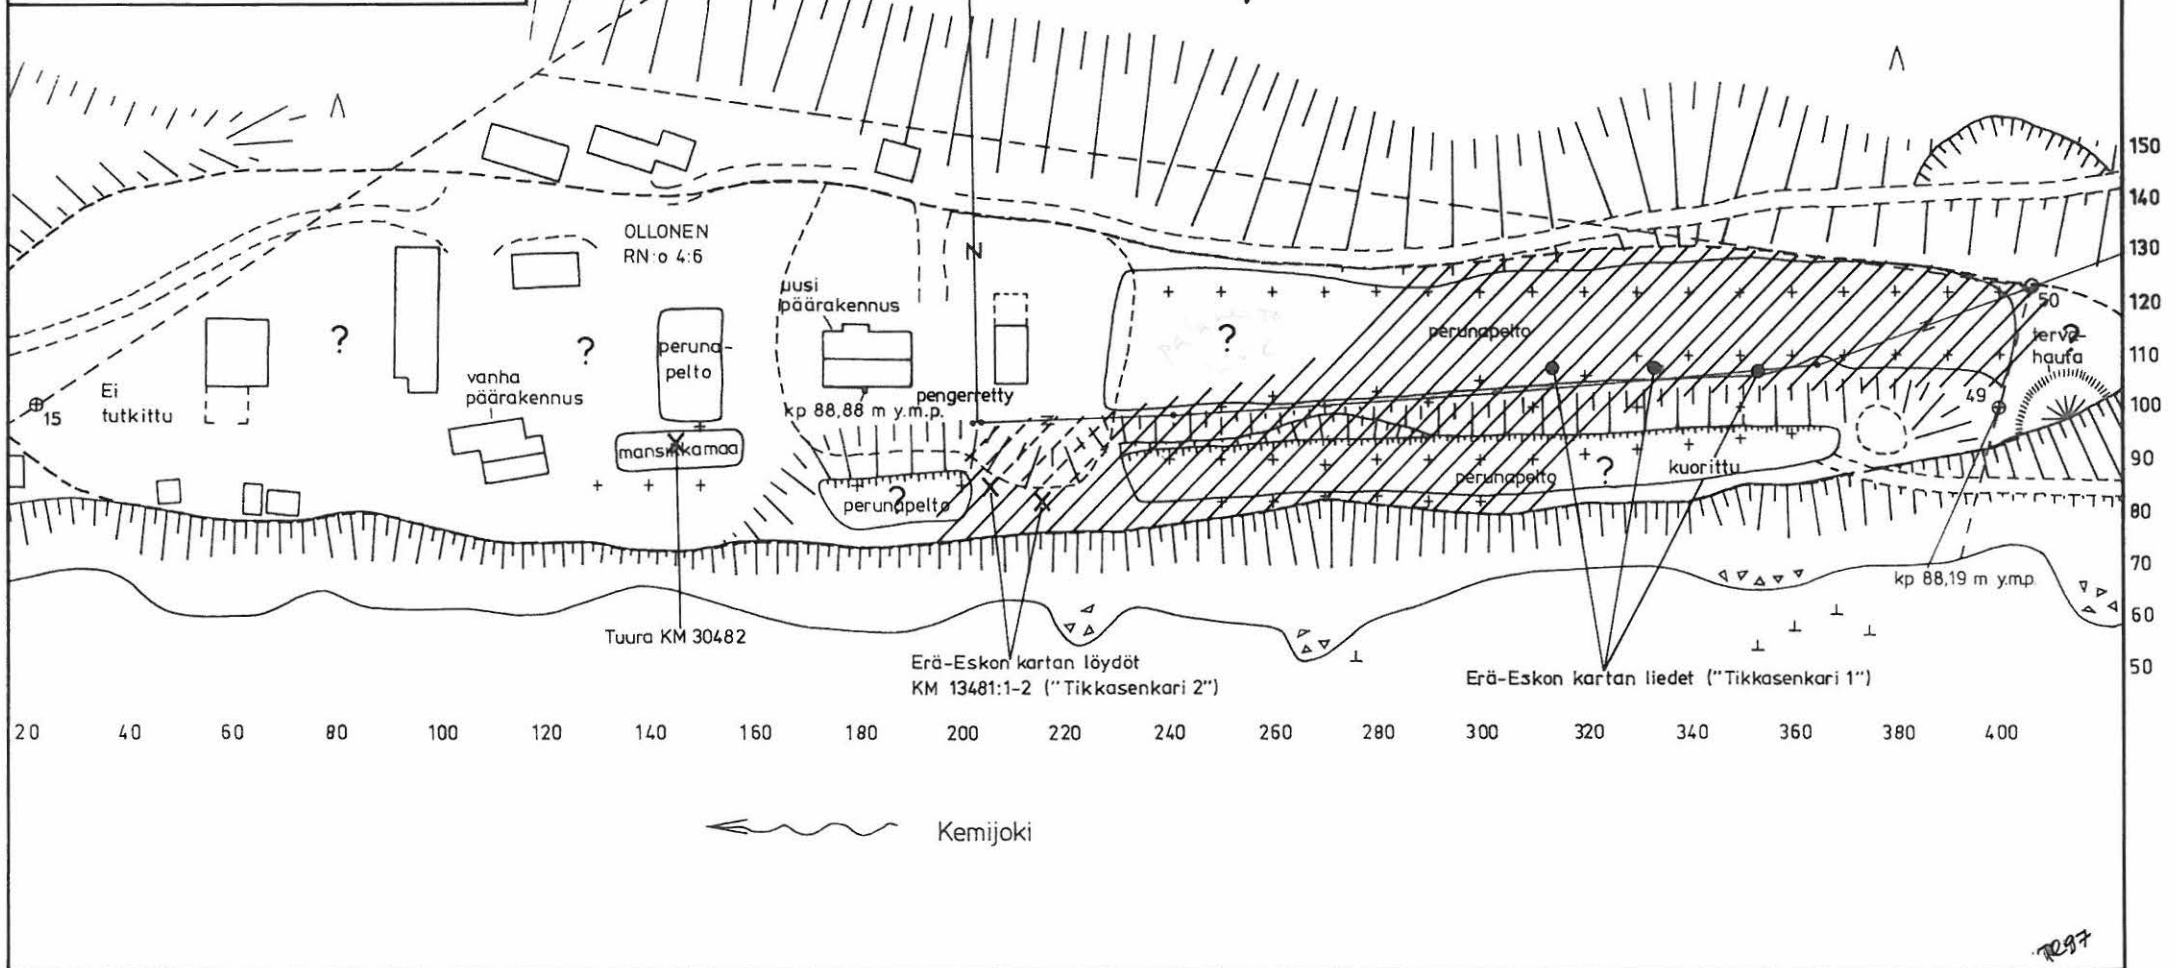 150
140
OLLONEN
RN:o 4:6
N
130
uusi
päärakennus
120
50
?
?
?
?
perunapelto
terva-
hauta
?
peruna-
pelto
110
vanha
päärakennus
Ei
tutkittu
15
pengerretty
kp 88,88 m y.m.p.
49
100
mansikkamaa
kuorittu
90
?
perunapelto
?
perunapelto
80
70
kp 88,19 m y.m.p.
60
Tuura KM 30482
Erä-Eskon kartan löydöt
KM 13481:1-2 ("Tikkasenkari 2")
Erä-Eskon kartan liedet ("Tikkasenkari 1")
50
20 40 60 80 100 120 140 160 180 200 220 240 260 280 300 320 340 360 380 400
Kemijoki